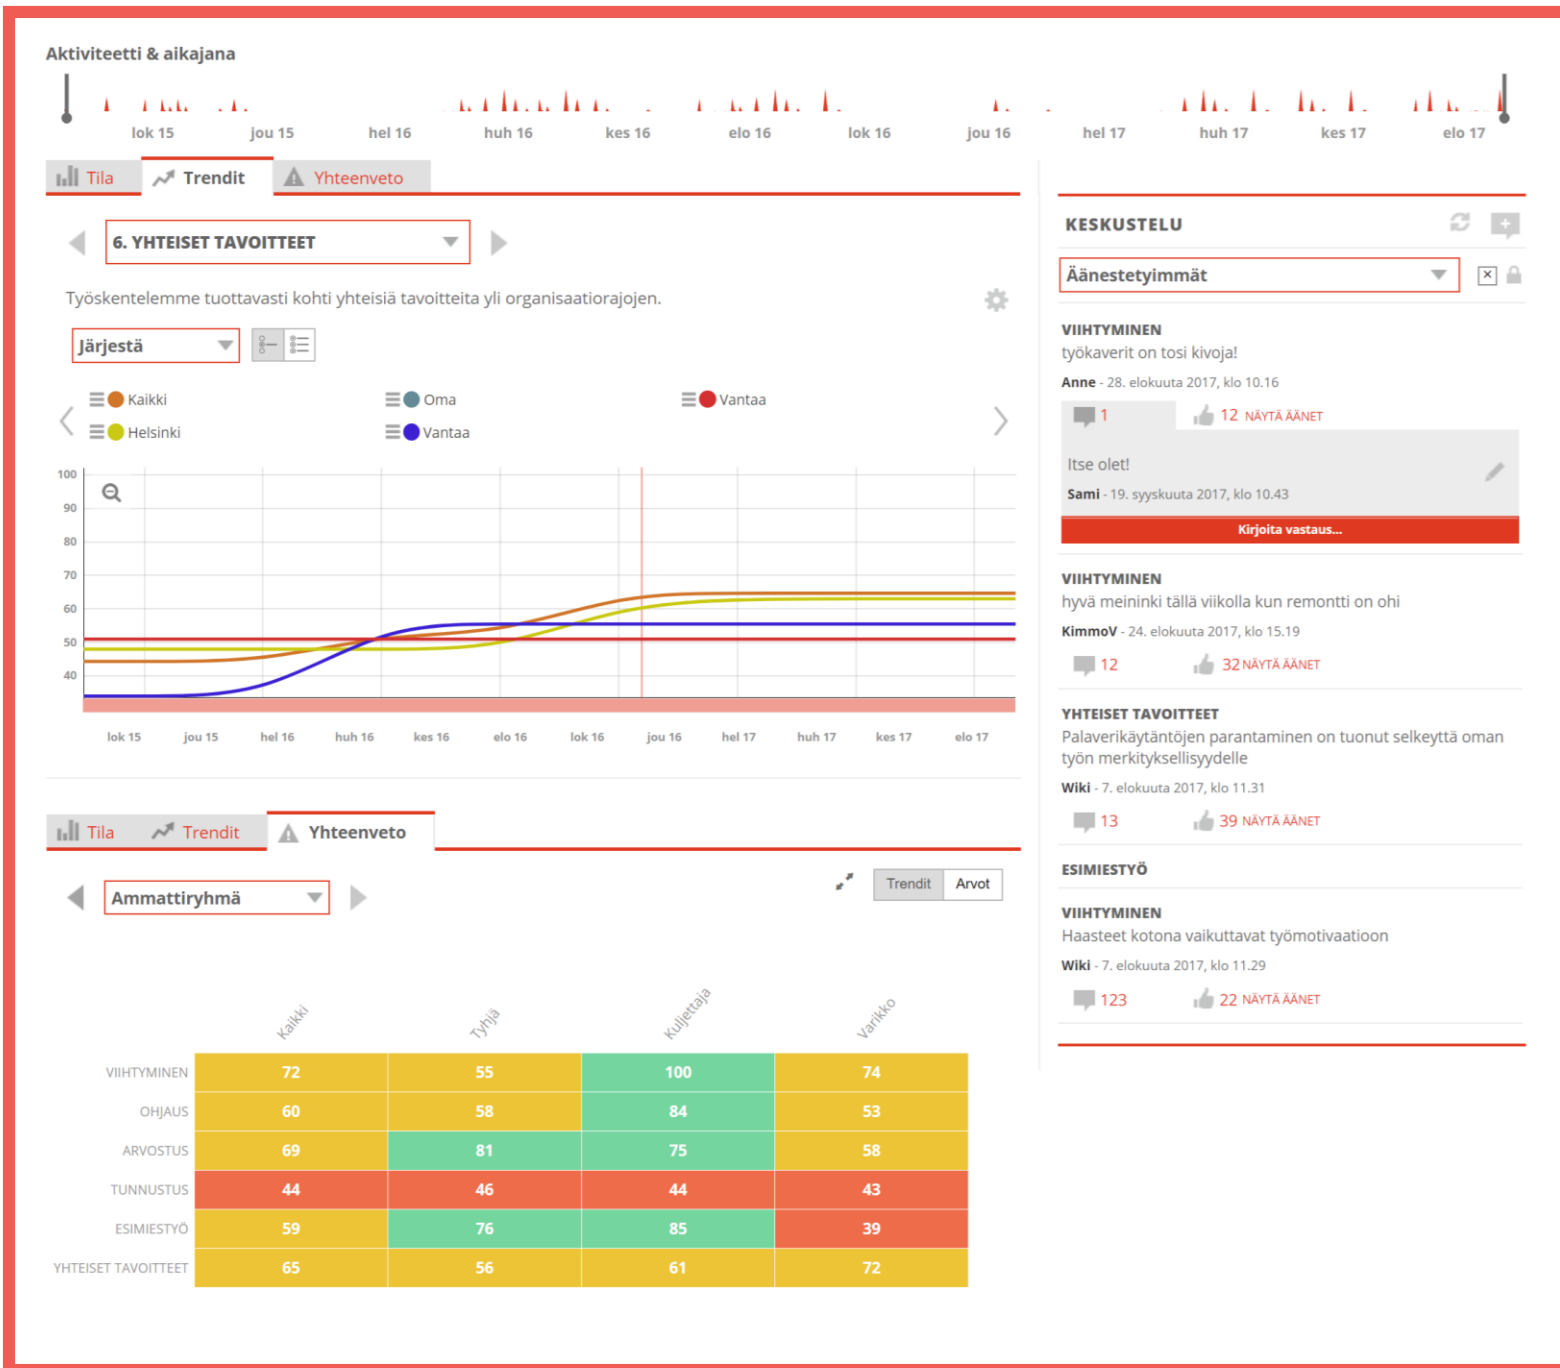 Aktiviteetti & aikajana
lok 15 jou 15 hel 16 huh 16 kes 16 elo 16 lok 16 jou 16 hel 17 huh 17 kes 17 elo 17
Tila Trendit Yhteenveto
6. YHTEISET TAVOITTEET
Työskentelemme tuottavasti kohti yhteisiä tavoitteita yli organisaatiorajojen.
Järjestä
Kaikki Oma Vantaa
Helsinki Vantaa
100
90
80
70
60
50
40
lok 15 jou 15 hel 16 huh 16 kes 16 elo 16 lok 16 jou 16 hel 17 huh 17 kes 17 elo 17
Tila Trendit Yhteenveto
Ammattiryhmä
Trendit Arvot
Kaikki Tyhjä Kuljettaja Varikko
VIIHTYMINEN 72 55 100 74
OHJAUS 60 58 84 53
ARVOSTUS 69 81 75 58
TUNNUSTUS 44 46 44 43
ESIMIESTYÖ 59 76 85 39
YHTEISET TAVOITTEET 65 56 61 72
KESKUSTELU
Äänestetyimmät
VIIHTYMINEN
työkaverit on tosi kivoja!
Anne - 28. elokuuta 2017, klo 10.16
1 12 NÄYTÄ ÄÄNET
Itse olet!
Sami - 19. syyskuuta 2017, klo 10.43
Kirjoita vastaus...
VIIHTYMINEN
hyvä meininki tällä viikolla kun remontti on ohi
KimmoV - 24. elokuuta 2017, klo 15.19
12 32 NÄYTÄ ÄÄNET
YHTEISET TAVOITTEET
Palaverikäytäntöjen parantaminen on tuonut selkeyttä oman
työn merkityksellisyydelle
Wiki - 7. elokuuta 2017, klo 11.31
13 39 NÄYTÄ ÄÄNET
ESIMIESTYÖ
VIIHTYMINEN
Haasteet kotona vaikuttavat työmotivaatioon
Wiki - 7. elokuuta 2017, klo 11.29
123 22 NÄYTÄ ÄÄNET